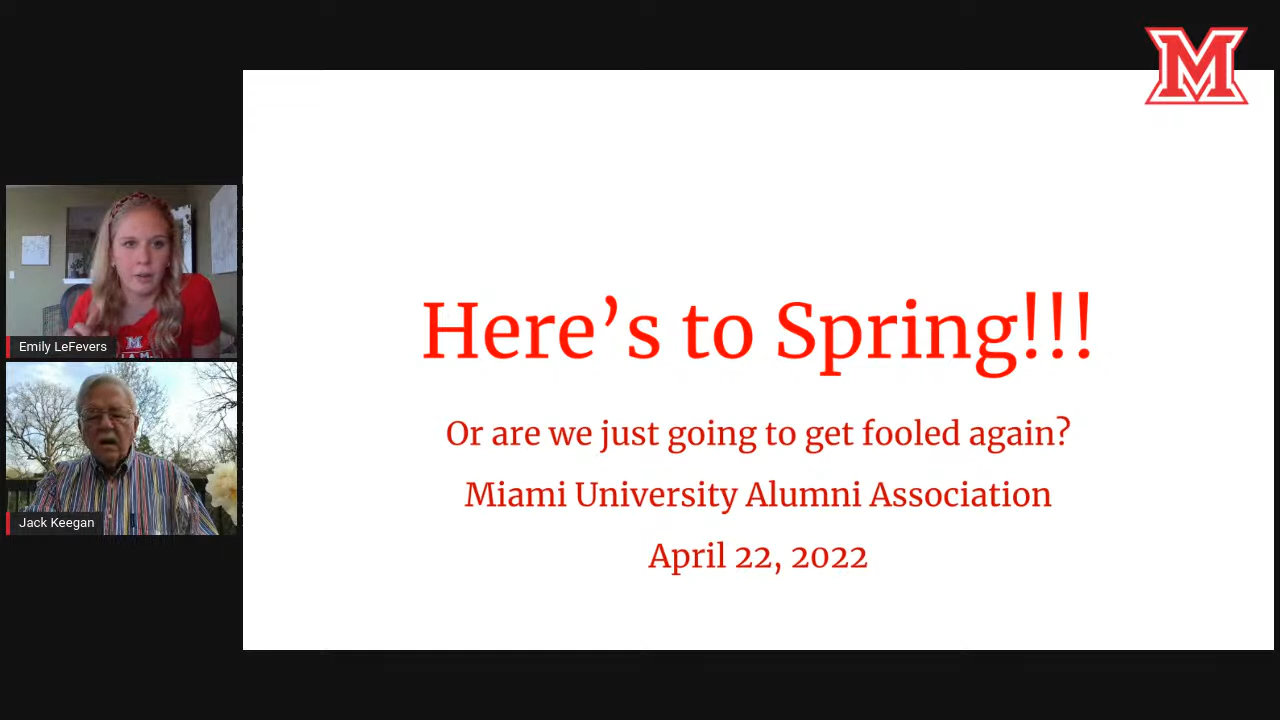 M
Here's to Spring!!!
Or are we just going to get fooled again?
Miami University Alumni Association
April 22, 2022
M
Emily LeFevers
Jack Keegan